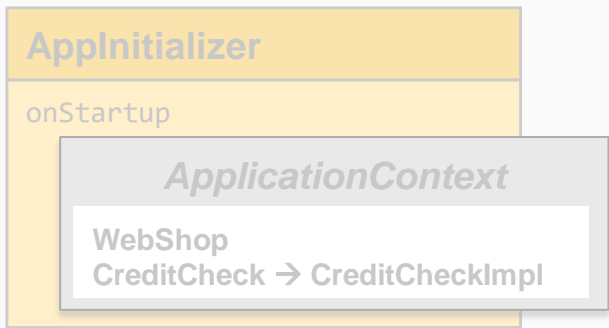 AppInitializer
onStartup
ApplicationContext
WebShop
CreditCheck → CreditCheckImpl